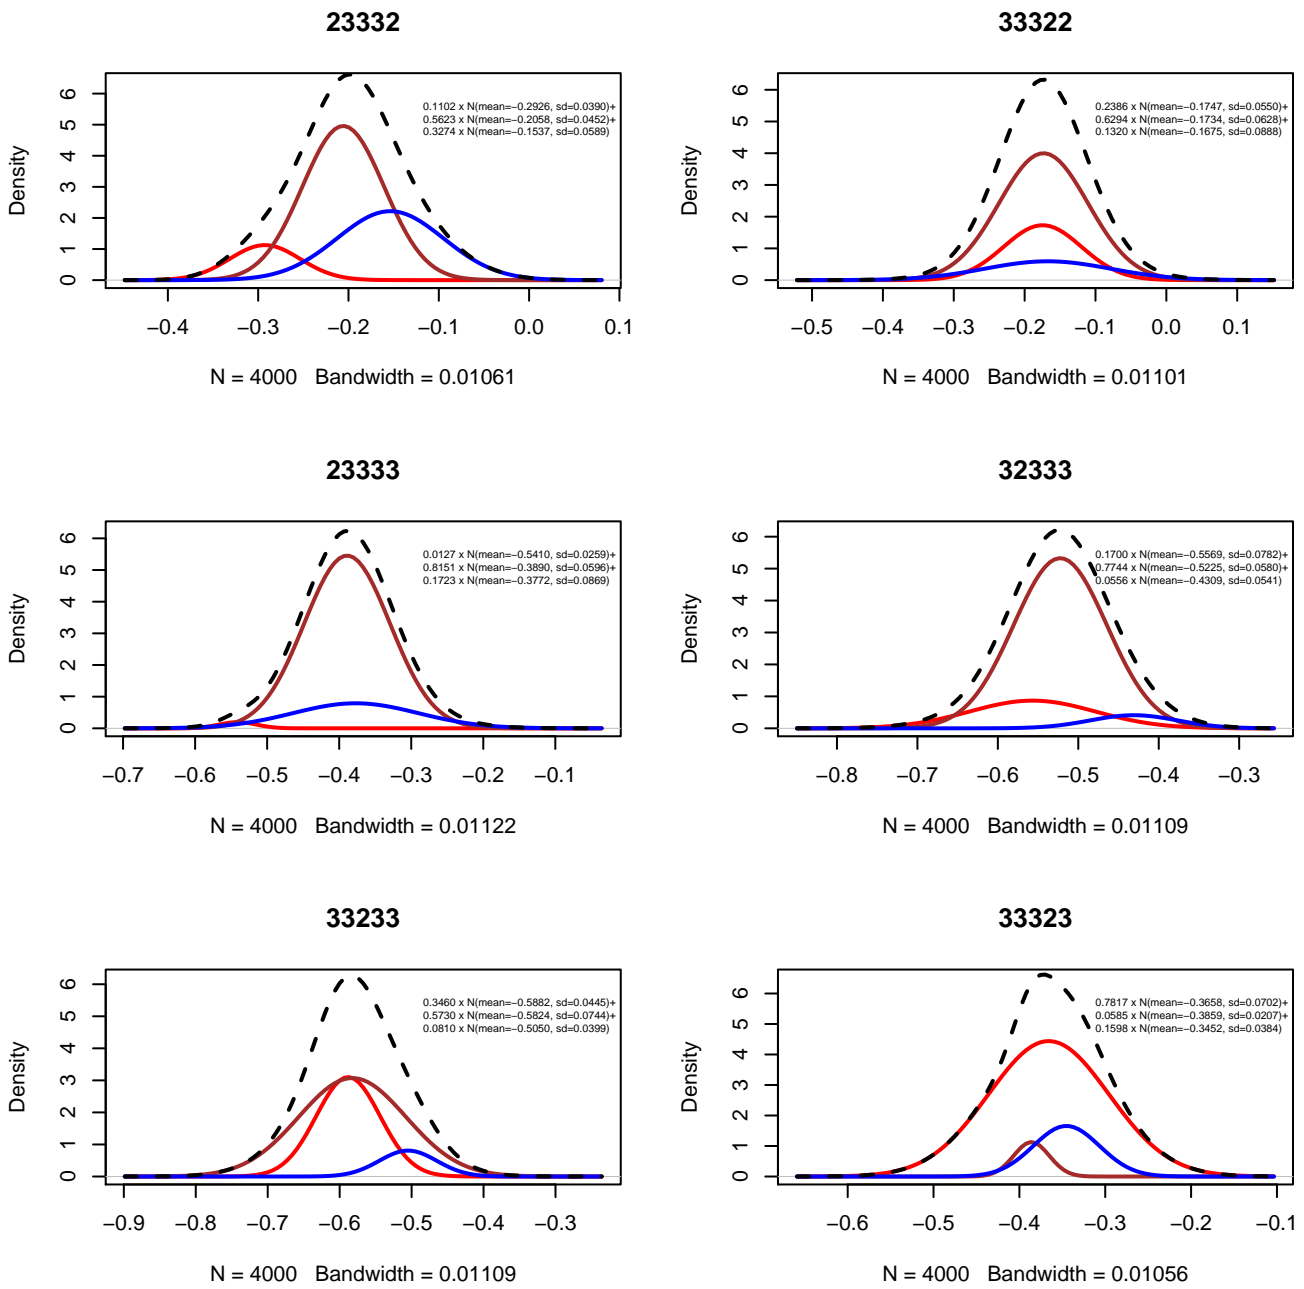 23332
Density
0 1 2 3 4 5 6
0.1102 x N(mean=−0.2926, sd=0.0390)+
0.5623 x N(mean=−0.2058, sd=0.0452)+
0.3274 x N(mean=−0.1537, sd=0.0589)
−0.4 −0.3 −0.2 −0.1 0.0 0.1
N = 4000 Bandwidth = 0.01061
33322
Density
0 1 2 3 4 5 6
0.2386 x N(mean=−0.1747, sd=0.0550)+
0.6294 x N(mean=−0.1734, sd=0.0628)+
0.1320 x N(mean=−0.1675, sd=0.0888)
−0.5 −0.4 −0.3 −0.2 −0.1 0.0 0.1
N = 4000 Bandwidth = 0.01101
23333
Density
0 1 2 3 4 5 6
0.0127 x N(mean=−0.5410, sd=0.0259)+
0.8151 x N(mean=−0.3890, sd=0.0596)+
0.1723 x N(mean=−0.3772, sd=0.0869)
−0.7 −0.6 −0.5 −0.4 −0.3 −0.2 −0.1
N = 4000 Bandwidth = 0.01122
32333
Density
0 1 2 3 4 5 6
0.1700 x N(mean=−0.5569, sd=0.0782)+
0.7744 x N(mean=−0.5225, sd=0.0580)+
0.0556 x N(mean=−0.4309, sd=0.0541)
−0.8 −0.7 −0.6 −0.5 −0.4 −0.3
N = 4000 Bandwidth = 0.01109
33233
Density
0 1 2 3 4 5 6
0.3460 x N(mean=−0.5882, sd=0.0445)+
0.5730 x N(mean=−0.5824, sd=0.0744)+
0.0810 x N(mean=−0.5050, sd=0.0399)
−0.9 −0.8 −0.7 −0.6 −0.5 −0.4 −0.3
N = 4000 Bandwidth = 0.01109
33323
Density
0 1 2 3 4 5 6
0.7817 x N(mean=−0.3658, sd=0.0702)+
0.0585 x N(mean=−0.3859, sd=0.0207)+
0.1598 x N(mean=−0.3452, sd=0.0384)
−0.6 −0.5 −0.4 −0.3 −0.2 −0.1
N = 4000 Bandwidth = 0.01056